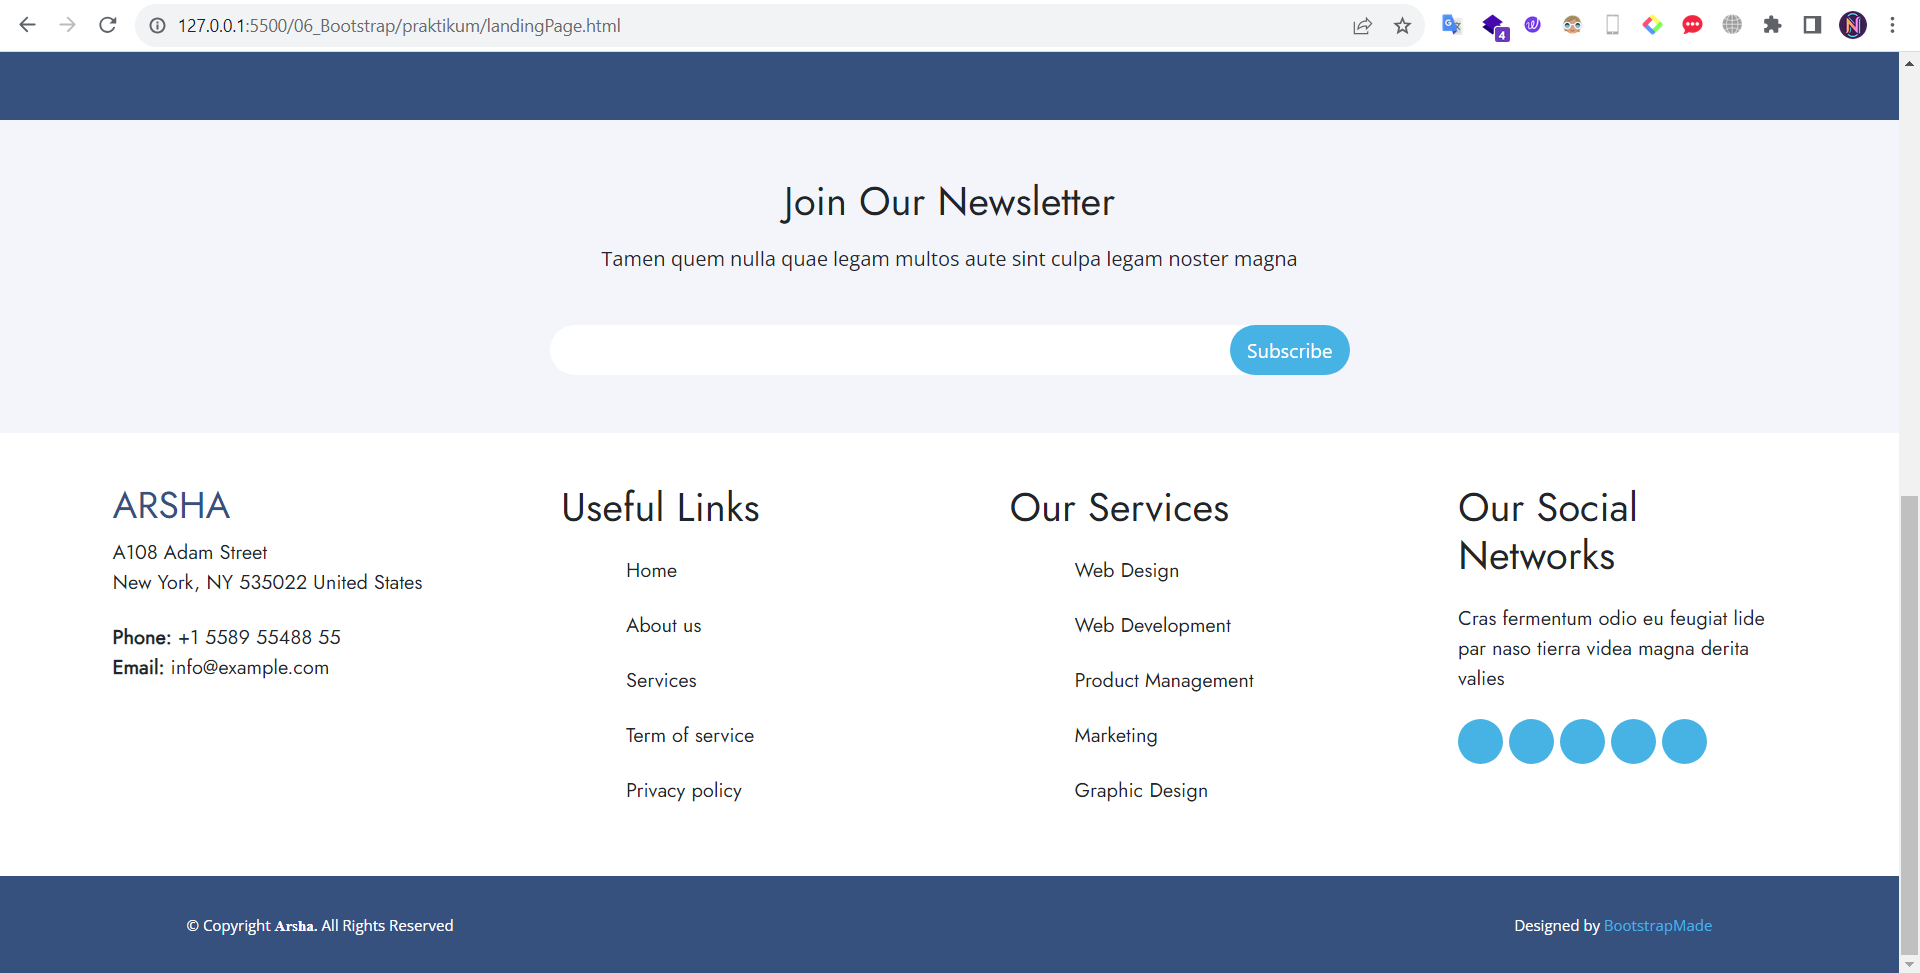 127.0.0.1:5500/06_Bootstrap/praktikum/landingPage.html
4
Join Our Newsletter
Tamen quem nulla quae legam multos aute sint culpa legam noster magna
Subscribe
ARSHA
A108 Adam Street
New York, NY 535022 United States
Phone: +1 5589 55488 55
Email: info@example.com
Useful Links
Home
About us
Services
Term of service
Privacy policy
Our Services
Web Design
Web Development
Product Management
Marketing
Graphic Design
Our Social
Networks
Cras fermentum odio eu feugiat lide
par naso tierra videa magna derita
valies
© Copyright Arsha. All Rights Reserved
Designed by BootstrapMade